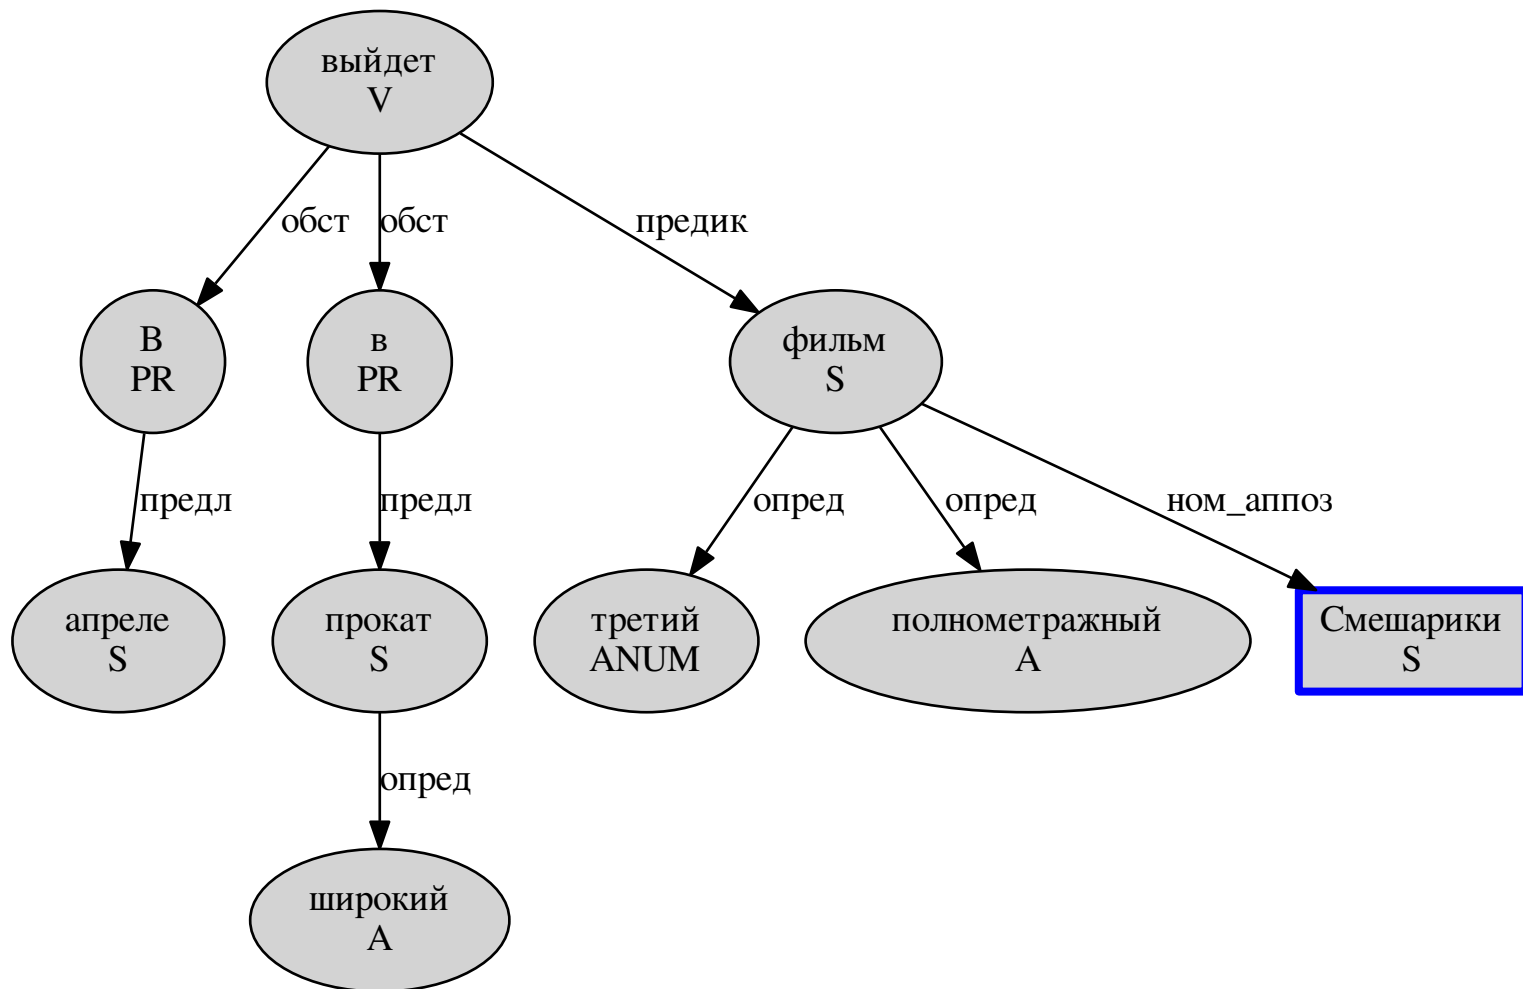 выйдет
V
обст
обст
предик
В
PR
в
PR
фильм
S
предл
предл
опред
опред
ном_аппоз
апреле
S
прокат
S
третий
ANUM
полнометражный
A
Смешарики
S
опред
широкий
A